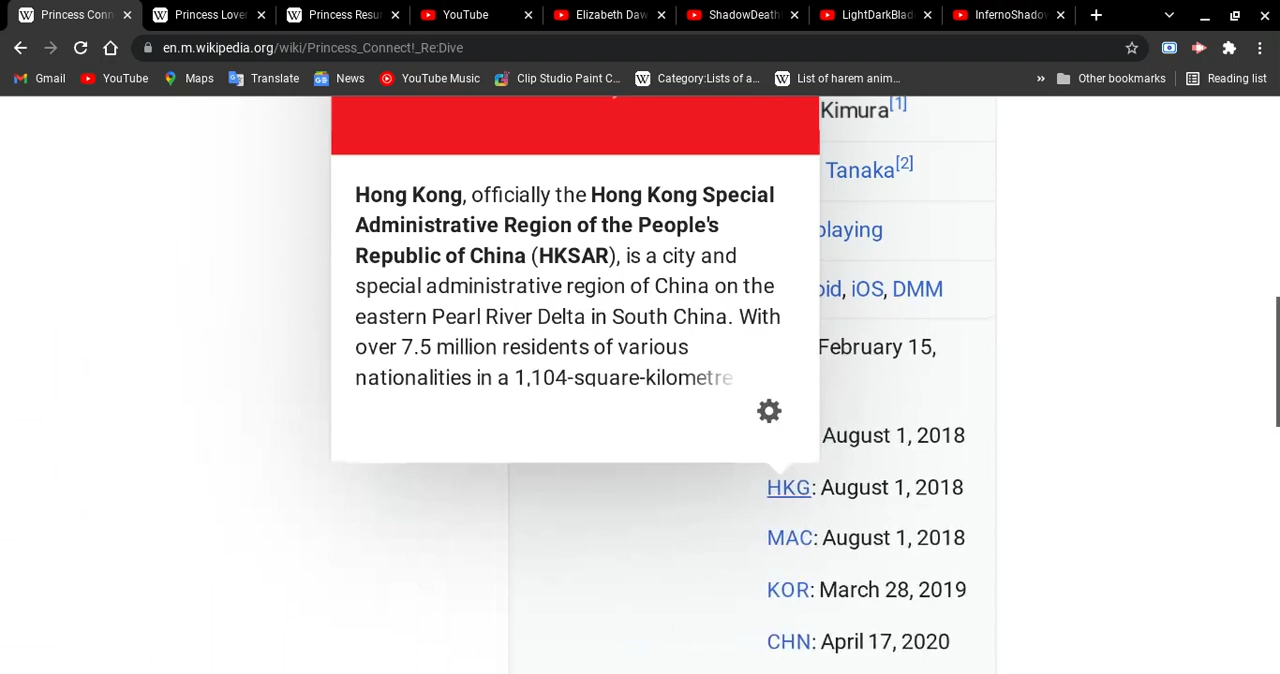 Princess Conn
Princess Love
Princess Resu
YouTube
Elizabeth Daw
ShadowDeath
LightDarkBlad
InfernoShadow
en.m.wikipedia.org/wiki/Princess_Connect!_Re:Dive
Gmail
YouTube
Maps
Translate
News
YouTube Music
Clip Studio Paint C...
Category:Lists of a...
List of harem anim...
»
Other bookmarks
Reading list
Kimura[1]
Tanaka[2]
playing
oid, iOS, DMM
February 15,
August 1, 2018
HKG: August 1, 2018
MAC: August 1, 2018
KOR: March 28, 2019
CHN: April 17, 2020
Hong Kong, officially the Hong Kong Special
Administrative Region of the People's
Republic of China (HKSAR), is a city and
special administrative region of China on the
eastern Pearl River Delta in South China. With
over 7.5 million residents of various
nationalities in a 1,104-square-kilometre